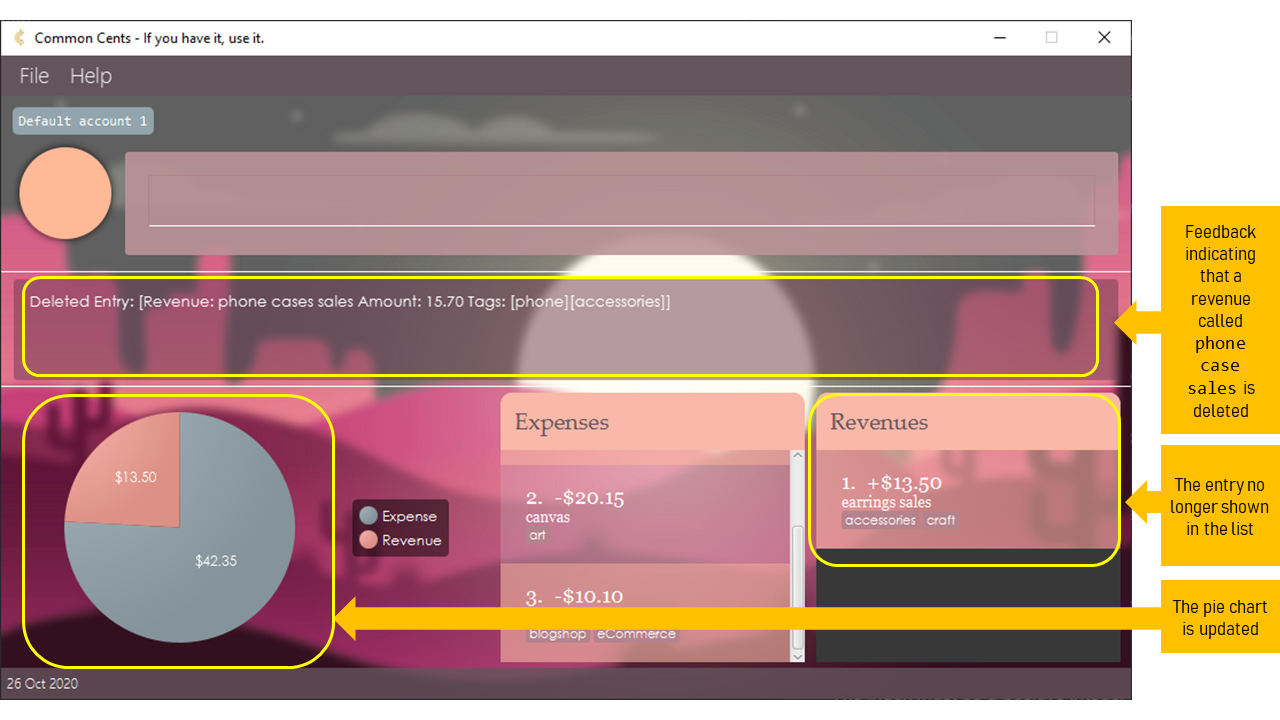 Common Cents - If you have it, use it.
File Help
Default account 1
Deleted Entry: [Revenue: phone cases sales Amount: 15.70 Tags: [phone][accessories]]
$13.50
$42.35
Expense
Revenue
Expenses
2. -$20.15
canvas
art
3. -$10.10
blogshop eCommerce
Revenues
1. +$13.50
earrings sales
accessories craft
26 Oct 2020
Feedback
indicating
that a
revenue
called
phone
case
sales is
deleted
The entry no
longer shown
in the list
The pie chart
is updated